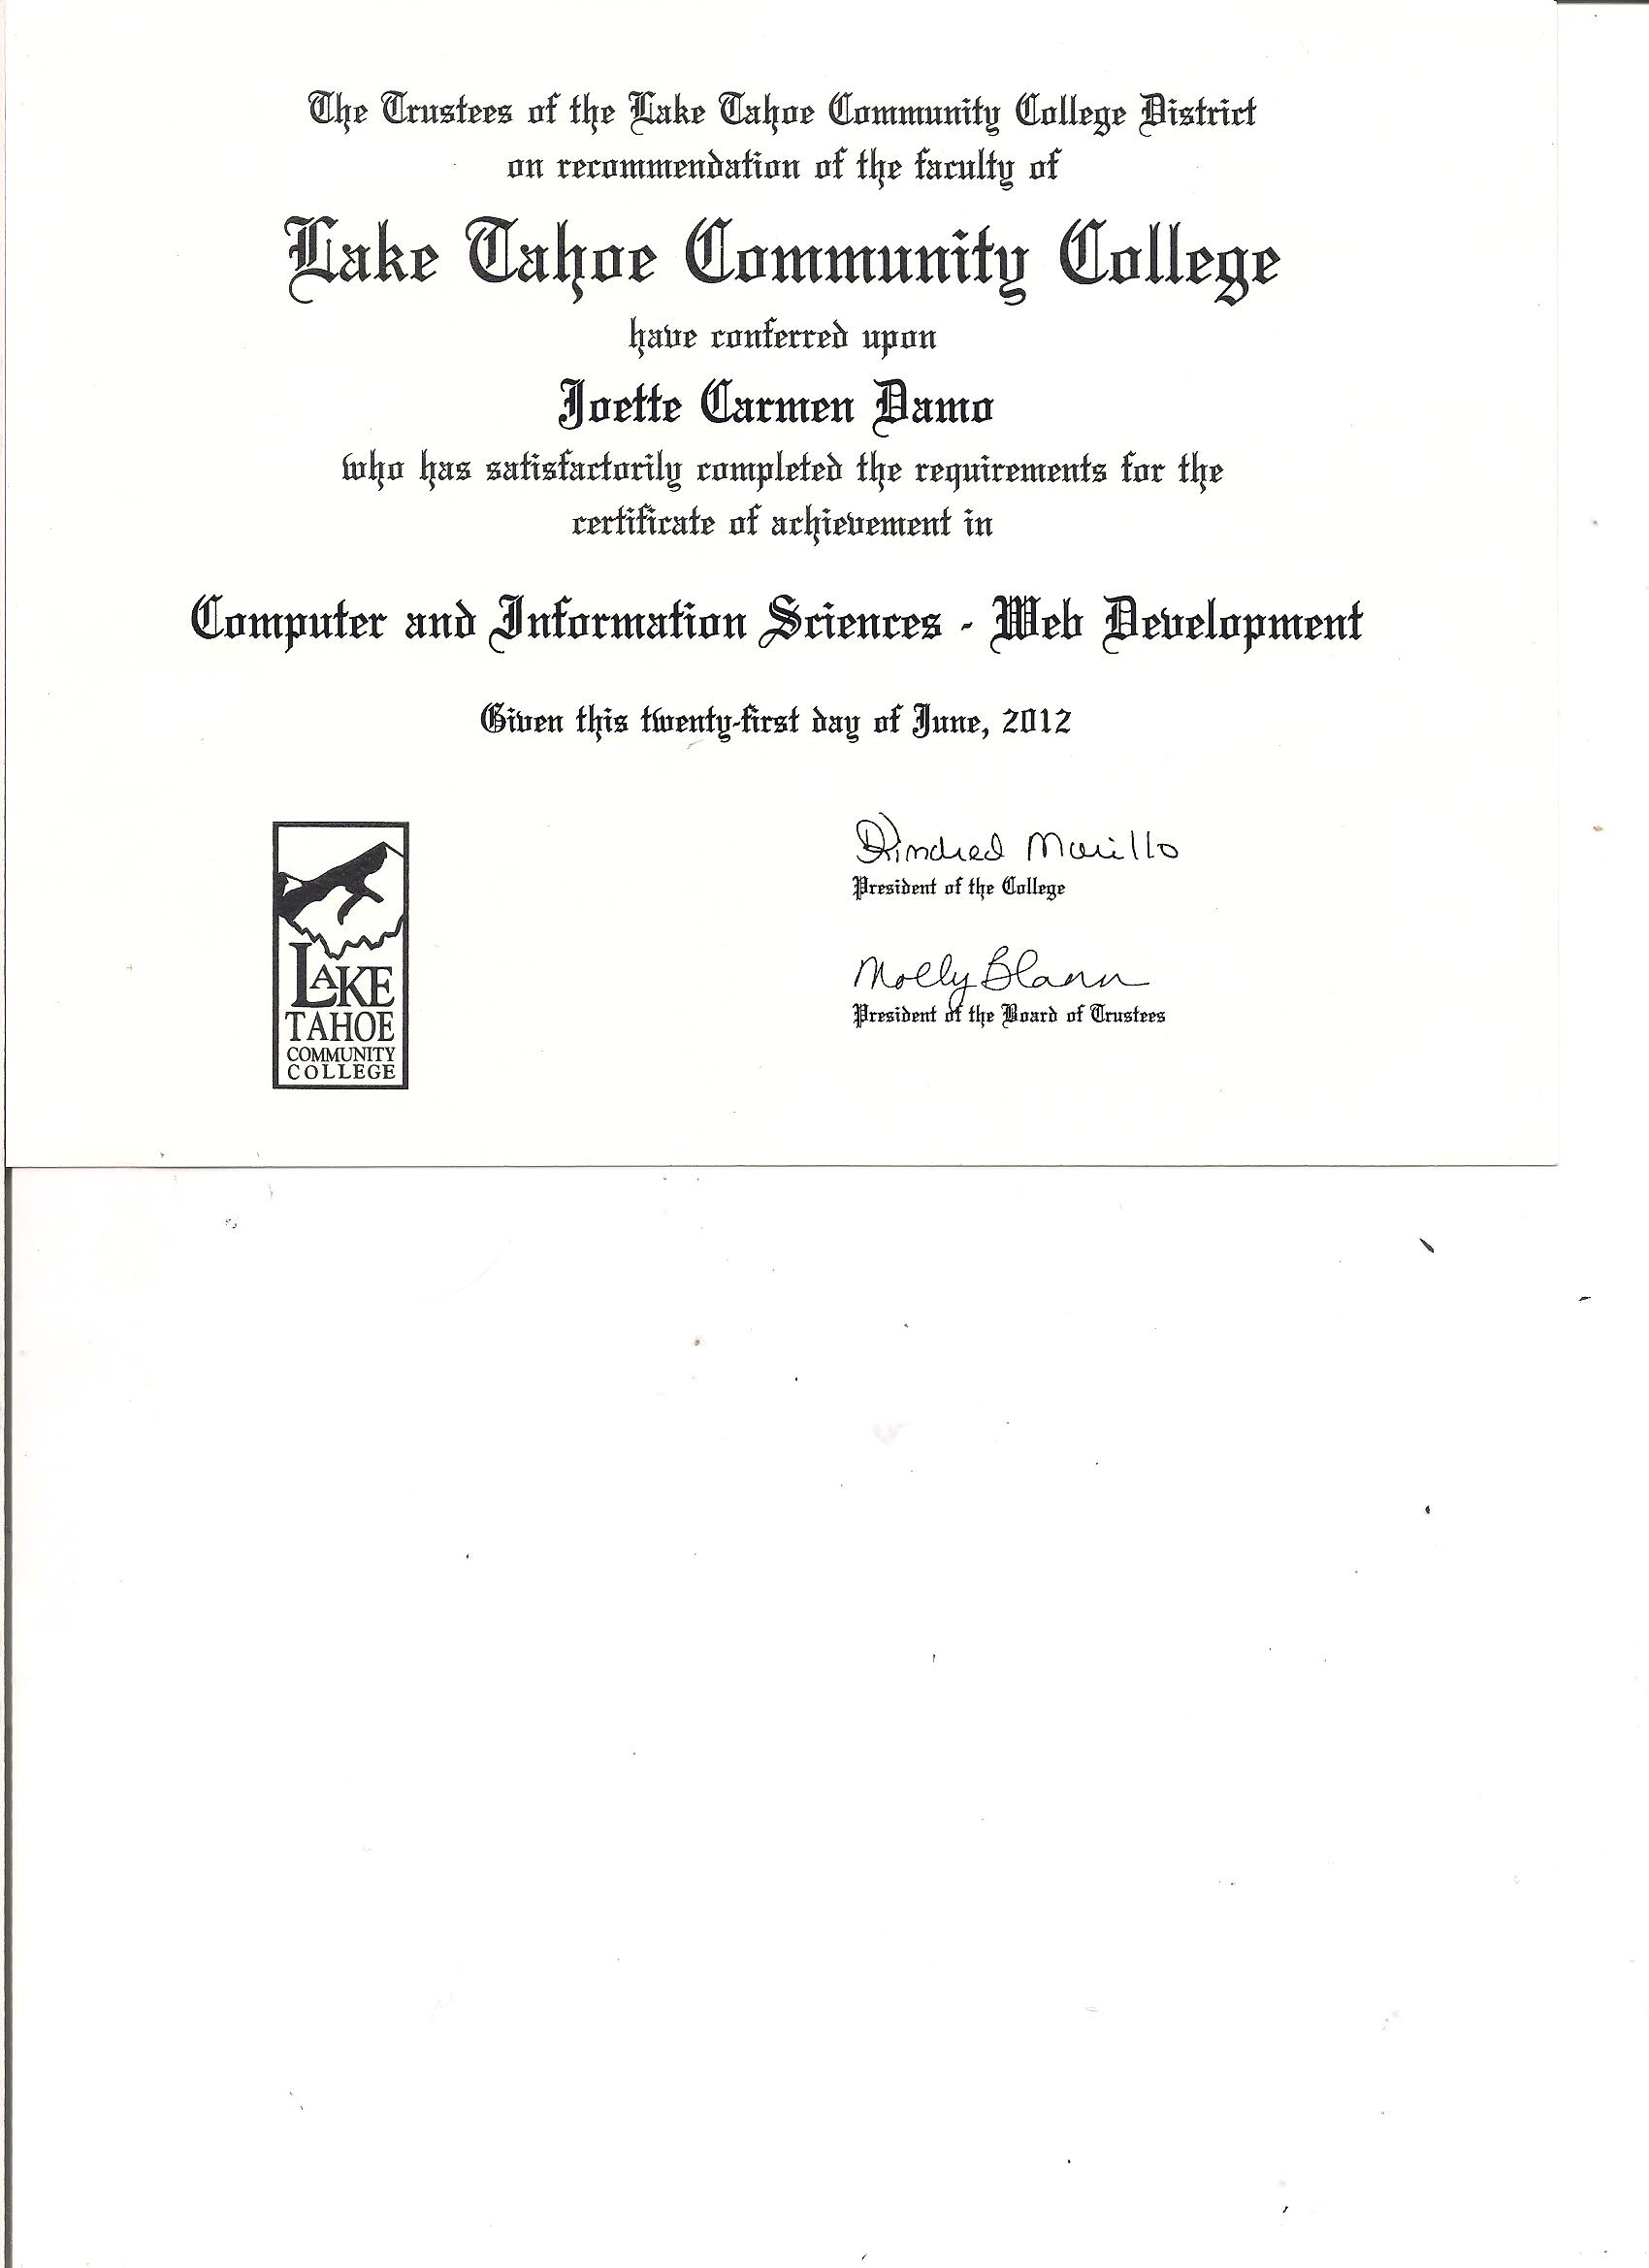 The Trustees of the Lake Tahoe Community College District
on recommendation of the faculty of
Lake Tahoe Community College
have conferred upon
Joette Carmen Damo
who has satisfactorily completed the requirements for the
certificate of achievement in
Computer and Information Sciences - Web Development
Given this twenty-first day of June, 2012
Kindred Murillo
President of the College
Molly Blann
President of the Board of Trustees
LAKE
TAHOE
COMMUNITY
COLLEGE